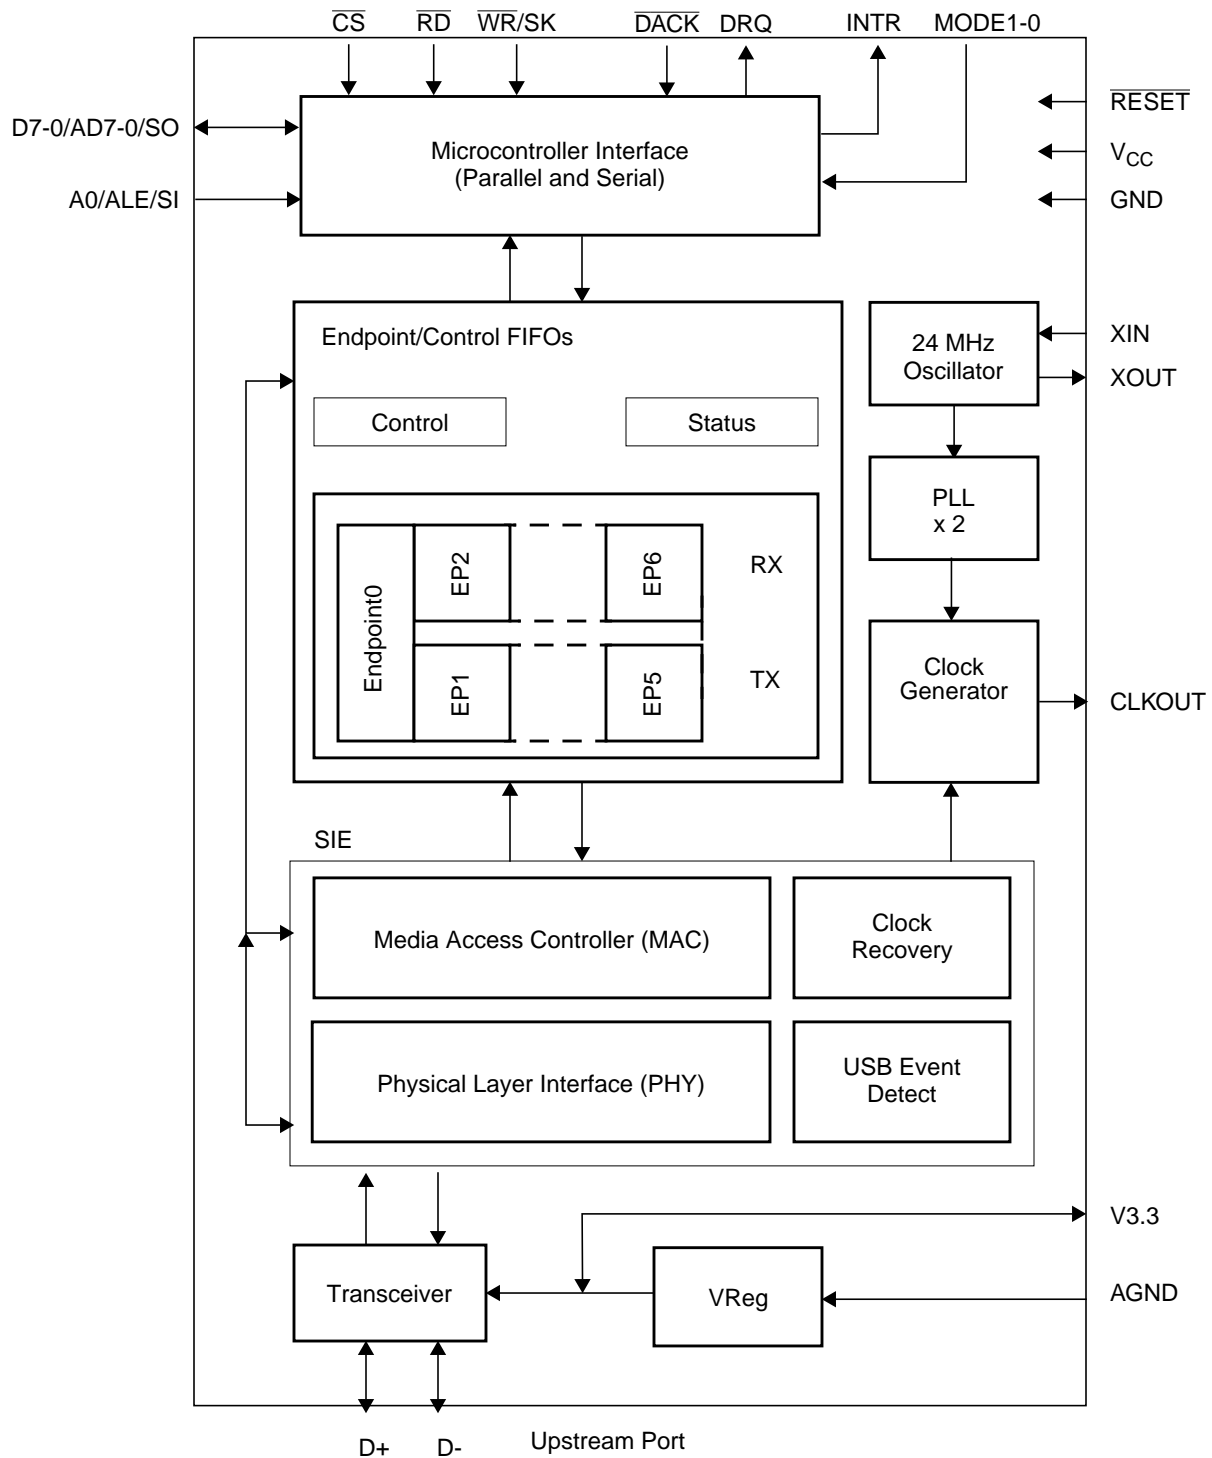 CS RD WR/SK DACK DRQ INTR MODE1-0
D7-0/AD7-0/SO
A0/ALE/SI
Microcontroller Interface
(Parallel and Serial)
RESET
VCC
GND
Endpoint/Control FIFOs
Control
Status
24 MHz
Oscillator
XIN
XOUT
PLL
x 2
Endpoint0
EP2
EP6
RX
EP1
EP5
TX
Clock
Generator
CLKOUT
SIE
Media Access Controller (MAC)
Clock
Recovery
Physical Layer Interface (PHY)
USB Event
Detect
Transceiver
VReg
V3.3
AGND
D+ D- Upstream Port